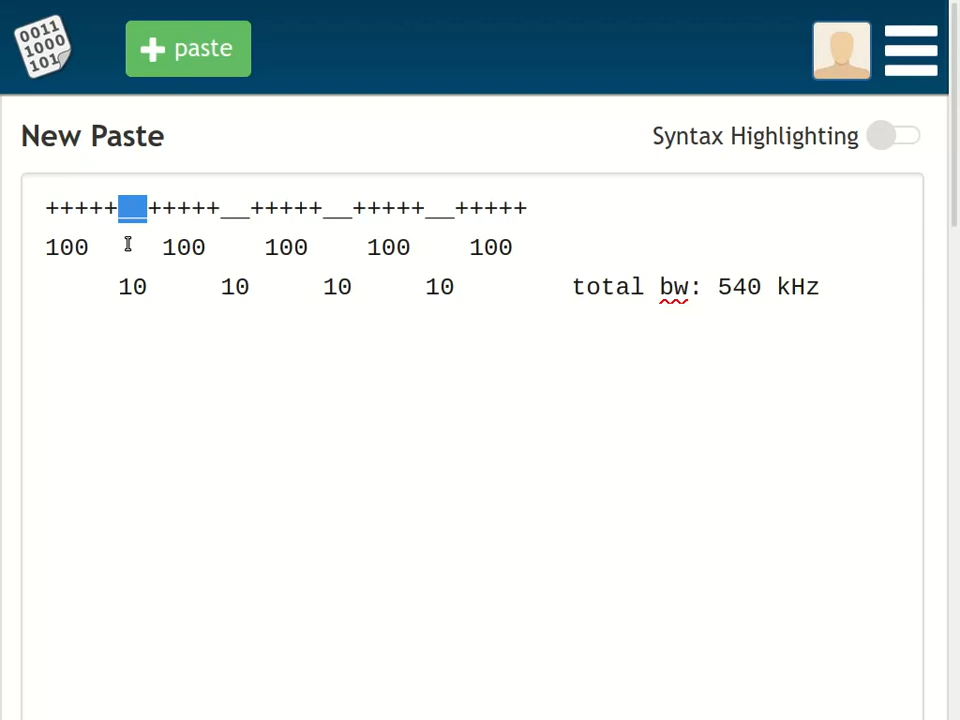 0011
1000
101
+ paste
New Paste
Syntax Highlighting
+++++__+++++__+++++__+++++__+++++
100     100    100    100    100
     10     10     10     10        total bw: 540 kHz